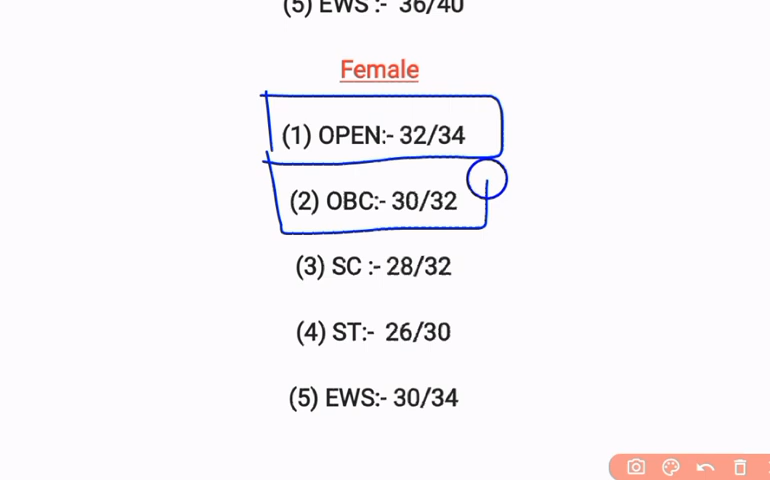 (5) EWS :- 36/40
Female
(1) OPEN:- 32/34
(2) OBC:- 30/32
(3) SC :- 28/32
(4) ST:- 26/30
(5) EWS:- 30/34